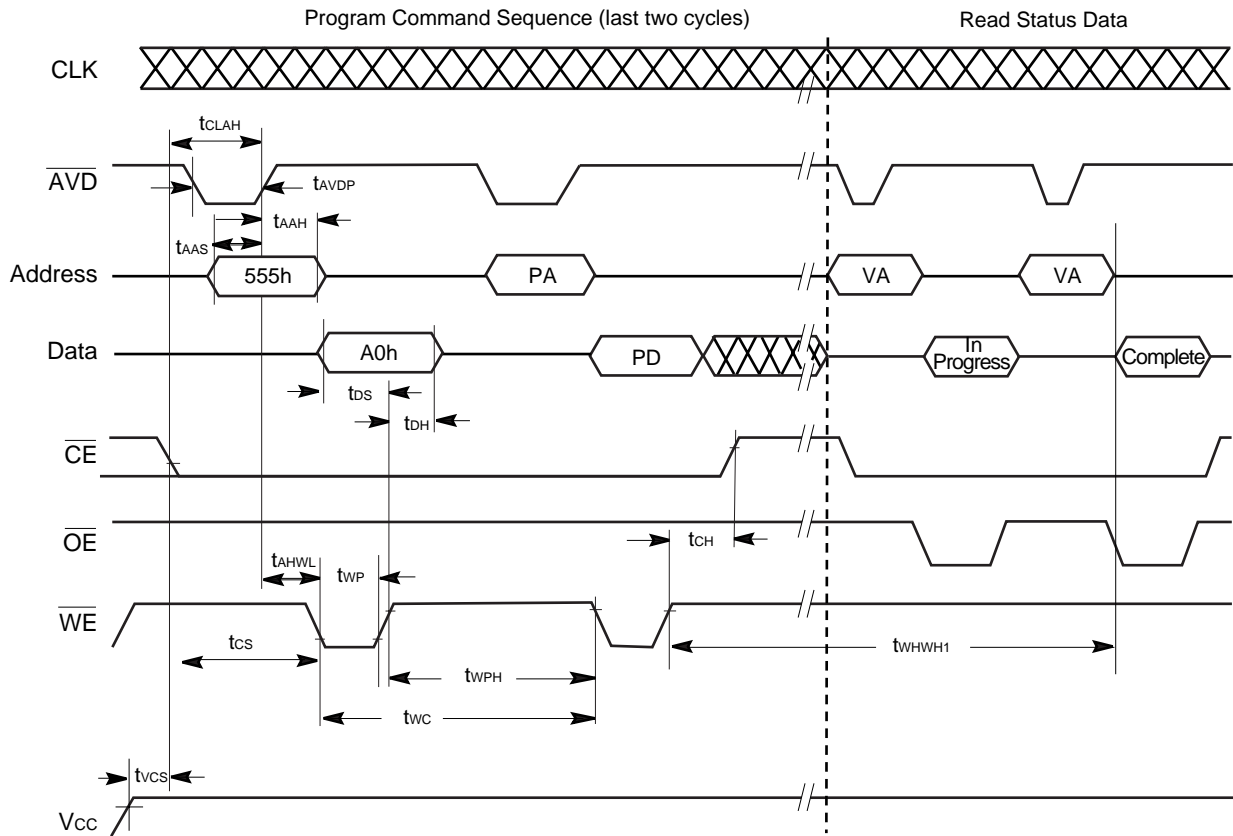 Program Command Sequence (last two cycles)
Read Status Data
CLK
tCLAH
AVD
tAVDP
tAAH
tAAS
Address
555h
PA
VA
VA
Data
A0h
PD
In
Progress
Complete
tDS
tDH
CE
OE
tCH
tAHWL
tWP
WE
tCS
tWHWH1
tWPH
tWC
tVCS
VCC